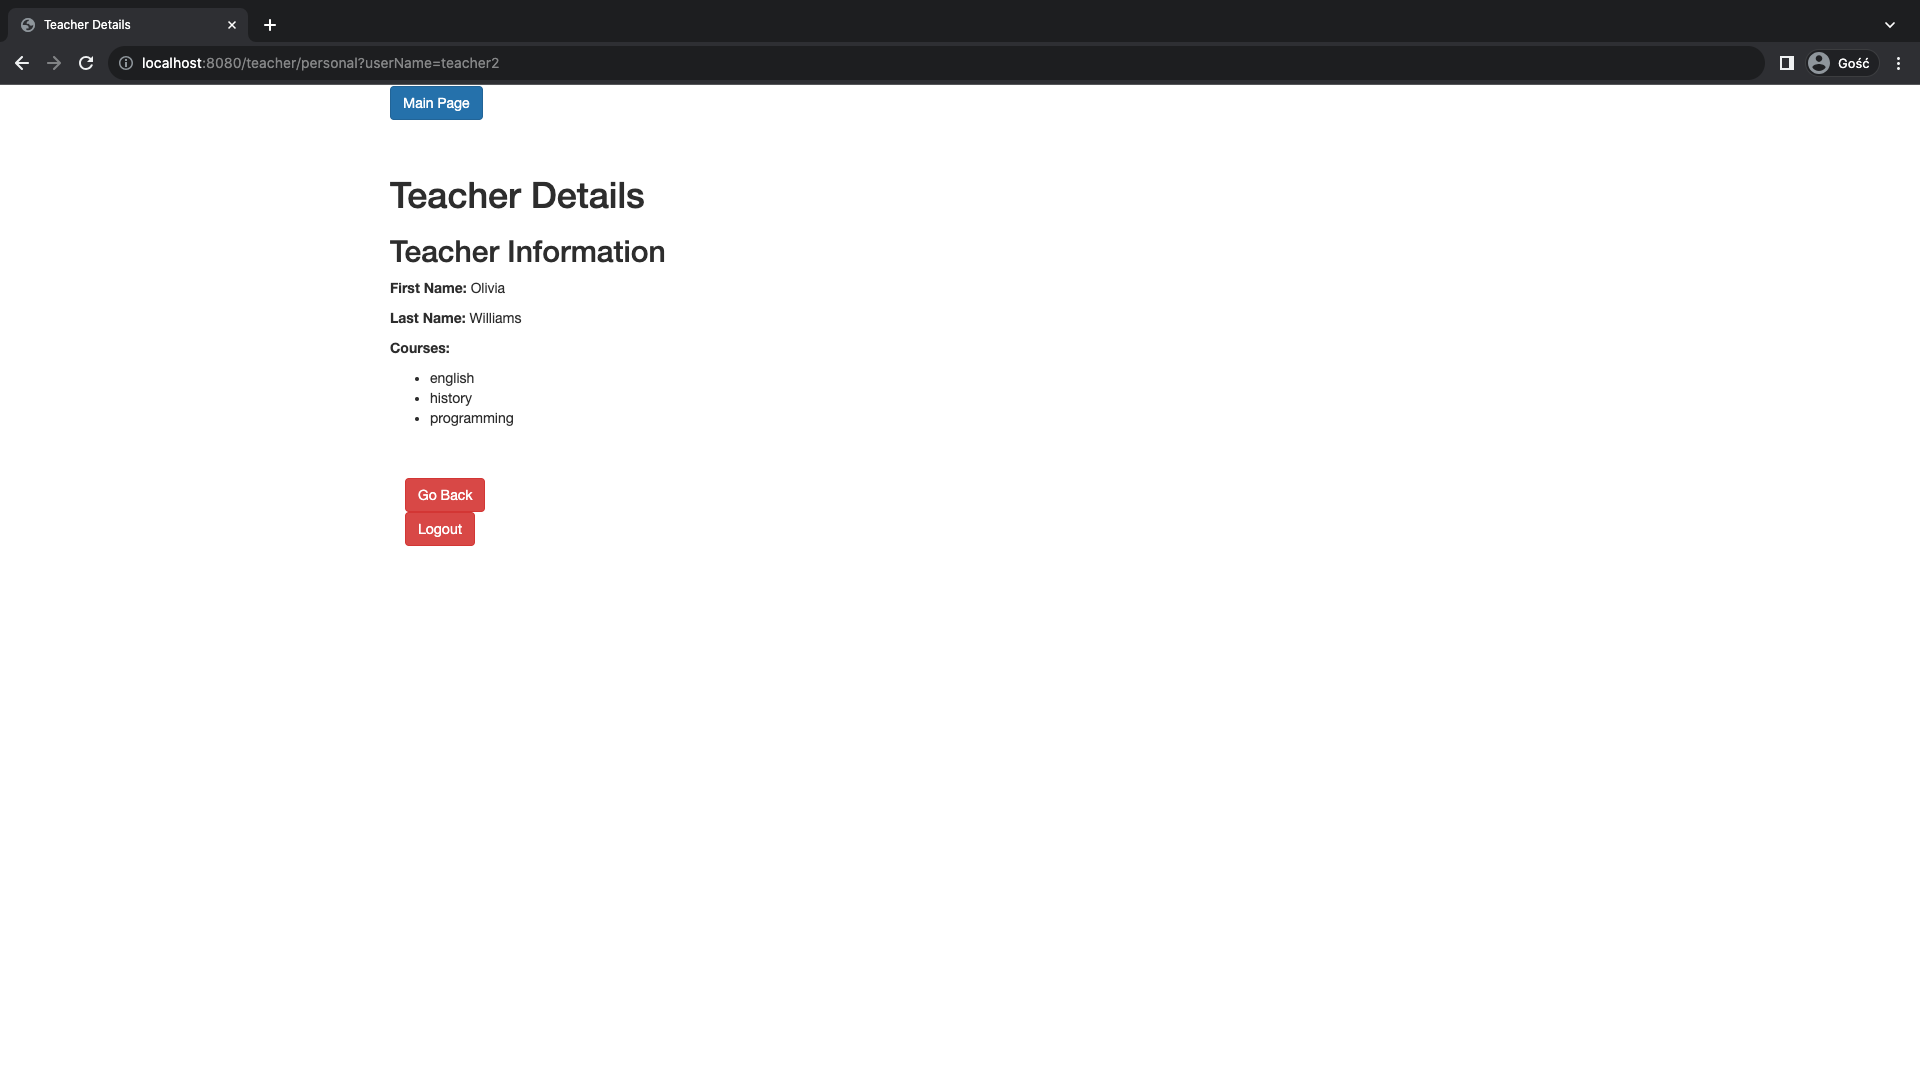 Teacher Details
localhost:8080/teacher/personal?userName=teacher2
Gość
Main Page
Teacher Details
Teacher Information
First Name: Olivia
Last Name: Williams
Courses:
english
history
programming
Go Back
Logout